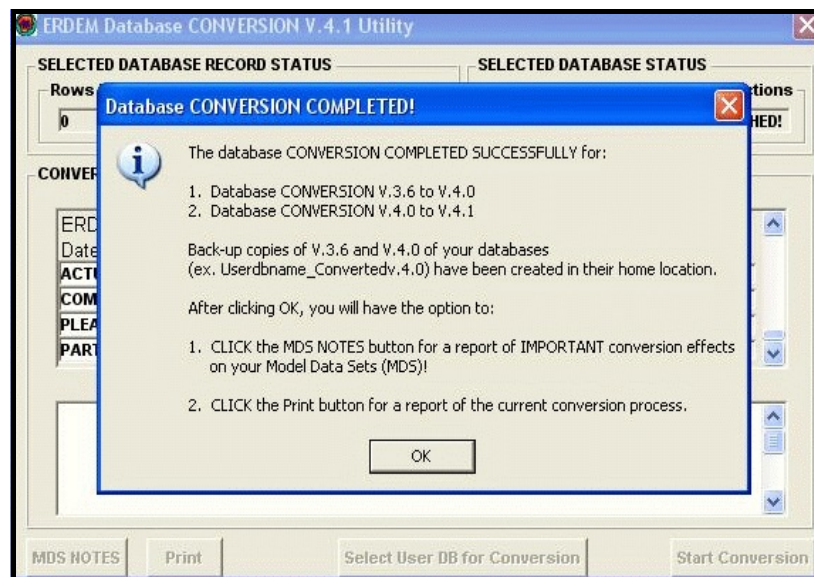 ERDEM Database CONVERSION V.4.1 Utility
SELECTED DATABASE RECORD STATUS
SELECTED DATABASE STATUS
Rows
0
Database CONVERSION COMPLETED!
The database CONVERSION COMPLETED SUCCESSFULLY for:
1. Database CONVERSION V.3.6 to V.4.0
2. Database CONVERSION V.4.0 to V.4.1
Back-up copies of V.3.6 and V.4.0 of your databases
(ex. Userdbname_Convertedv.4.0) have been created in their home location.
After clicking OK, you will have the option to:
1. CLICK the MDS NOTES button for a report of IMPORTANT conversion effects
on your Model Data Sets (MDS)!
2. CLICK the Print button for a report of the current conversion process.
OK
ctions
HED!
CONVER
ERD
Date
ACTU
COM
PLEA
PART
MDS NOTES
Print
Select User DB for Conversion
Start Conversion